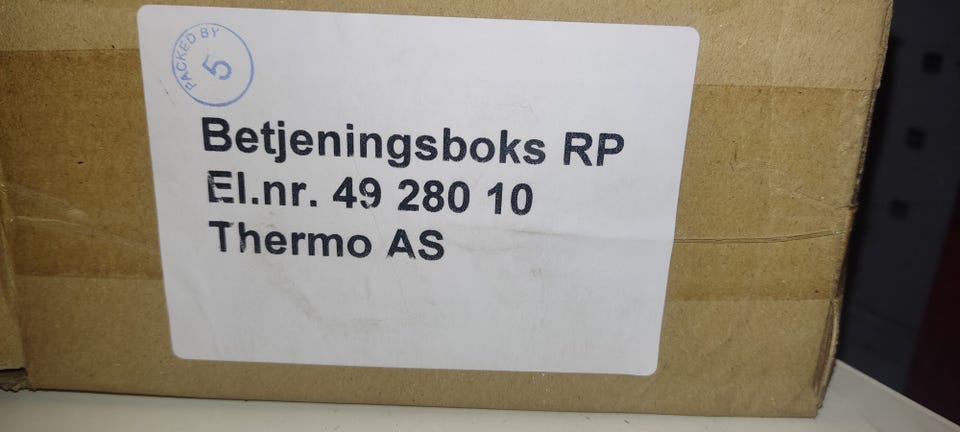 PACKED BY
5
Betjeningsboks RP
El.nr. 49 280 10
Thermo AS